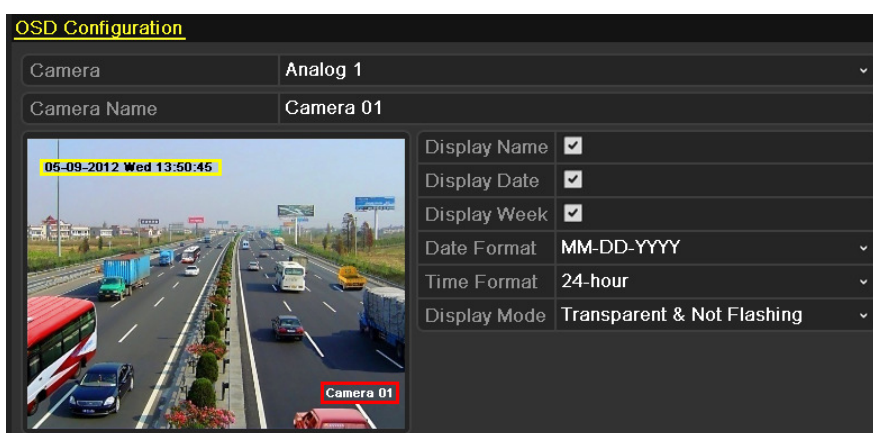 OSD Configuration
Camera Analog 1
Camera Name Camera 01
05-09-2012 Wed 13:50:45
Camera 01
Display Name
Display Date
Display Week
Date Format MM-DD-YYYY
Time Format 24-hour
Display Mode Transparent & Not Flashing